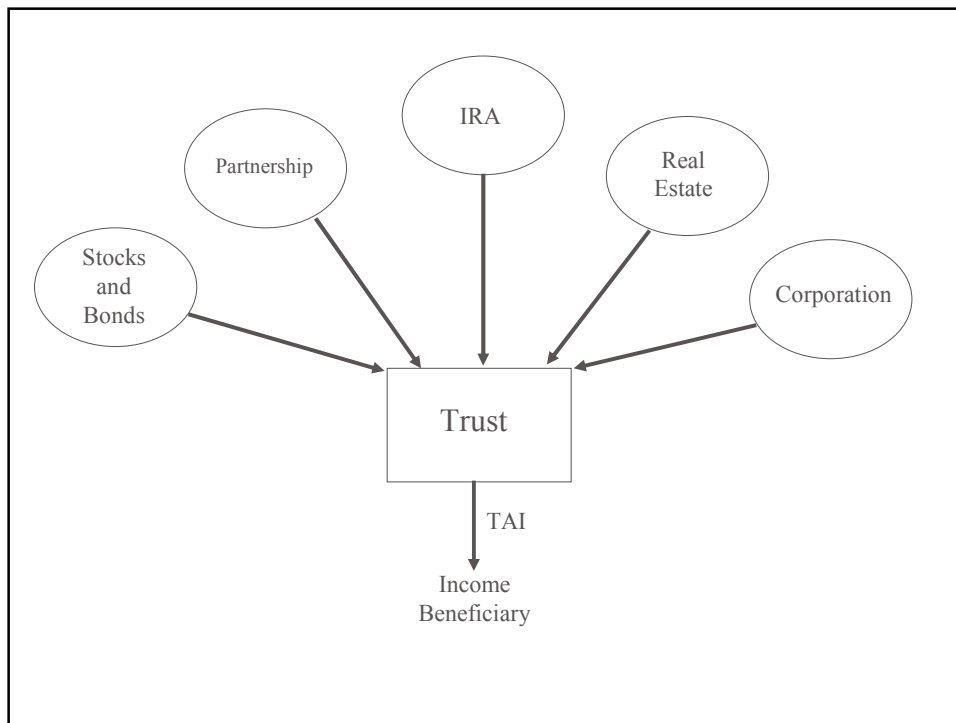 IRA
Partnership
Real
Estate
Stocks
and
Bonds
Corporation
Trust
TAI
Income
Beneficiary